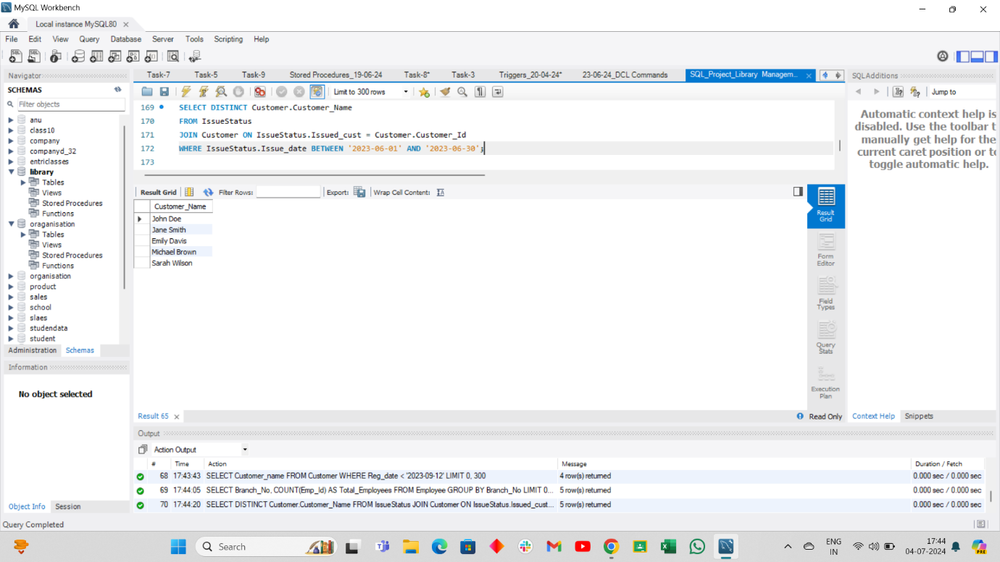 MySQL Workbench
Local instance MySQL80
File Edit View Query Database Server Tools Scripting Help
Navigator
SCHEMAS
Filter objects
anu
class10
company
companyd_32
entriclasses
library
Tables
Views
Stored Procedures
Functions
oraganisation
Tables
Views
Stored Procedures
Functions
organisation
product
sales
school
slaes
studendata
student
Administration Schemas
Information
No object selected
Object Info Session
Task-7 Task-5 Task-9 Stored Procedures_19-06-24 Task-8* Task-3 Triggers_20-04-24* 23-06-24_DCL Commands SQL_Project_Library Managem...
Limit to 300 rows
169 SELECT DISTINCT Customer.Customer_Name
170 FROM IssueStatus
171 JOIN Customer ON IssueStatus.Issued_cust = Customer.Customer_Id
172 WHERE IssueStatus.Issue_date BETWEEN '2023-06-01' AND '2023-06-30';
173
Result Grid Filter Rows: Export: Wrap Cell Content:
Customer_Name
John Doe
Jane Smith
Emily Davis
Michael Brown
Sarah Wilson
Result Grid
Form Editor
Field Types
Query Stats
Execution Plan
Result 65 Read Only
SQLAdditions
Jump to
Automatic context help is
disabled. Use the toolbar t
manually get help for the
current caret position or to
toggle automatic help.
Context Help Snippets
Output
Action Output
# Time Action Message Duration / Fetch
68 17:43:43 SELECT Customer_name FROM Customer WHERE Reg_date < '2023-09-12' LIMIT 0, 300 4 row(s) returned 0.000 sec / 0.000 sec
69 17:44:05 SELECT Branch_No, COUNT(Emp_Id) AS Total_Employees FROM Employee GROUP BY Branch_No LIMIT 0... 5 row(s) returned 0.000 sec / 0.000 sec
70 17:44:20 SELECT DISTINCT Customer.Customer_Name FROM IssueStatus JOIN Customer ON IssueStatus.Issued_cust... 5 row(s) returned 0.000 sec / 0.000 sec
Query Completed
Search
ENG
IN
17:44
04-07-2024
PRE